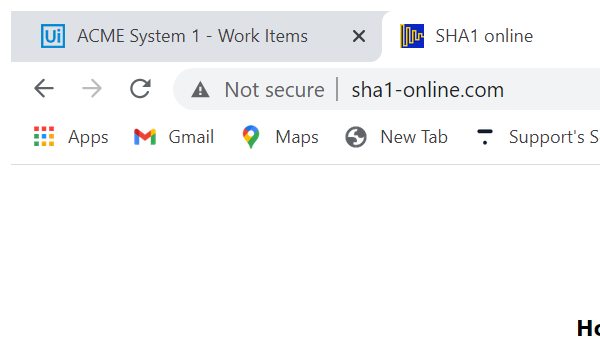 Ui ACME System 1 - Work Items SHA1 online
Not secure sha1-online.com
Apps Gmail Maps New Tab Support's S
Ho